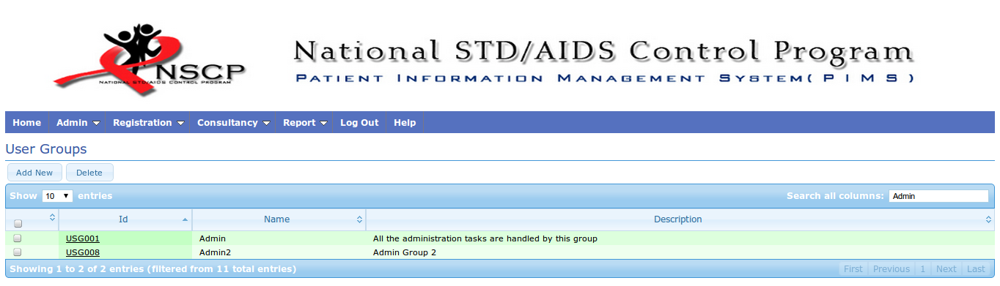 NSCP
NATIONAL STD/AIDS CONTROL PROGRAM
National STD/AIDS Control Program
Patient Information Management System(PIMS)
Home Admin Registration Consultancy Report Log Out Help
User Groups
Add New Delete
Show 10 entries Search all columns: Admin
Id Name Description
USG001 Admin All the administration tasks are handled by this group
USG008 Admin2 Admin Group 2
Showing 1 to 2 of 2 entries (filtered from 11 total entries) First Previous 1 Next Last